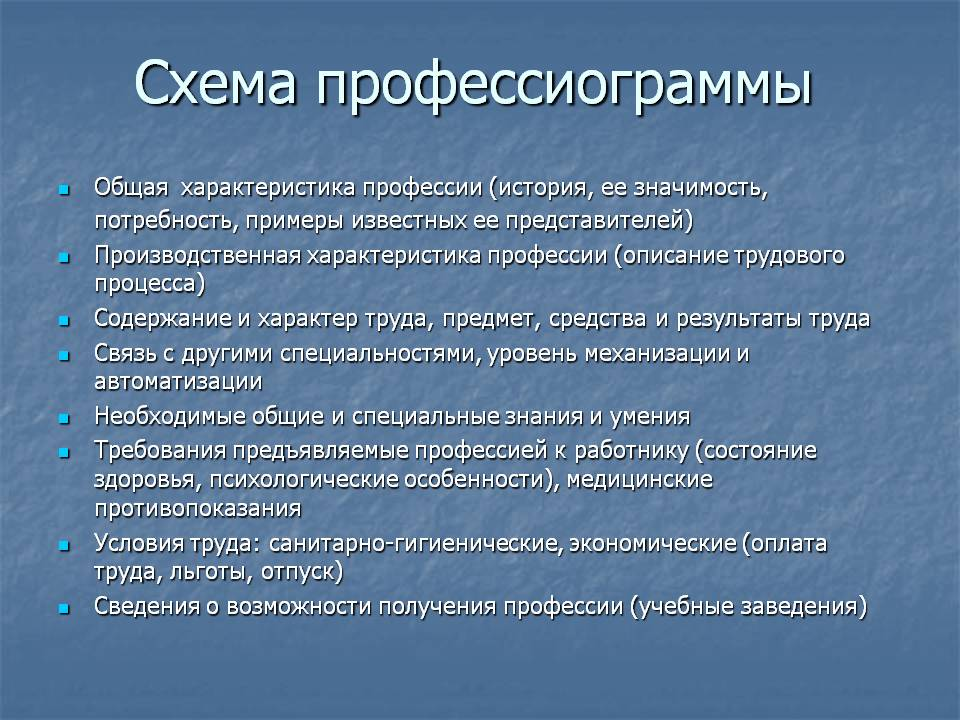 Схема профессиограммы
Общая характеристика профессии (история, ее значимость,
потребность, примеры известных ее представителей)
Производственная характеристика профессии (описание трудового
процесса)
Содержание и характер труда, предмет, средства и результаты труда
Связь с другими специальностями, уровень механизации и
автоматизации
Необходимые общие и специальные знания и умения
Требования предъявляемые профессией к работнику (состояние
здоровья, психологические особенности), медицинские
противопоказания
Условия труда: санитарно-гигиенические, экономические (оплата
труда, льготы, отпуск)
Сведения о возможности получения профессии (учебные заведения)